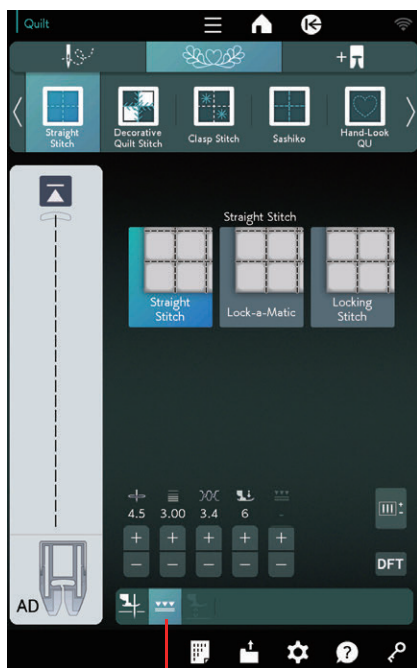 Quilt
Straight
Stitch
Decorative
Quilt Stitch
Clasp Stitch
Sashiko
Hand-Look
QU
Straight Stitch
Straight
Stitch
Lock-a-Matic
Locking
Stitch
4.5 3.00 3.4 6 -
+ + + + +
- - - - -
DFT
AD
?